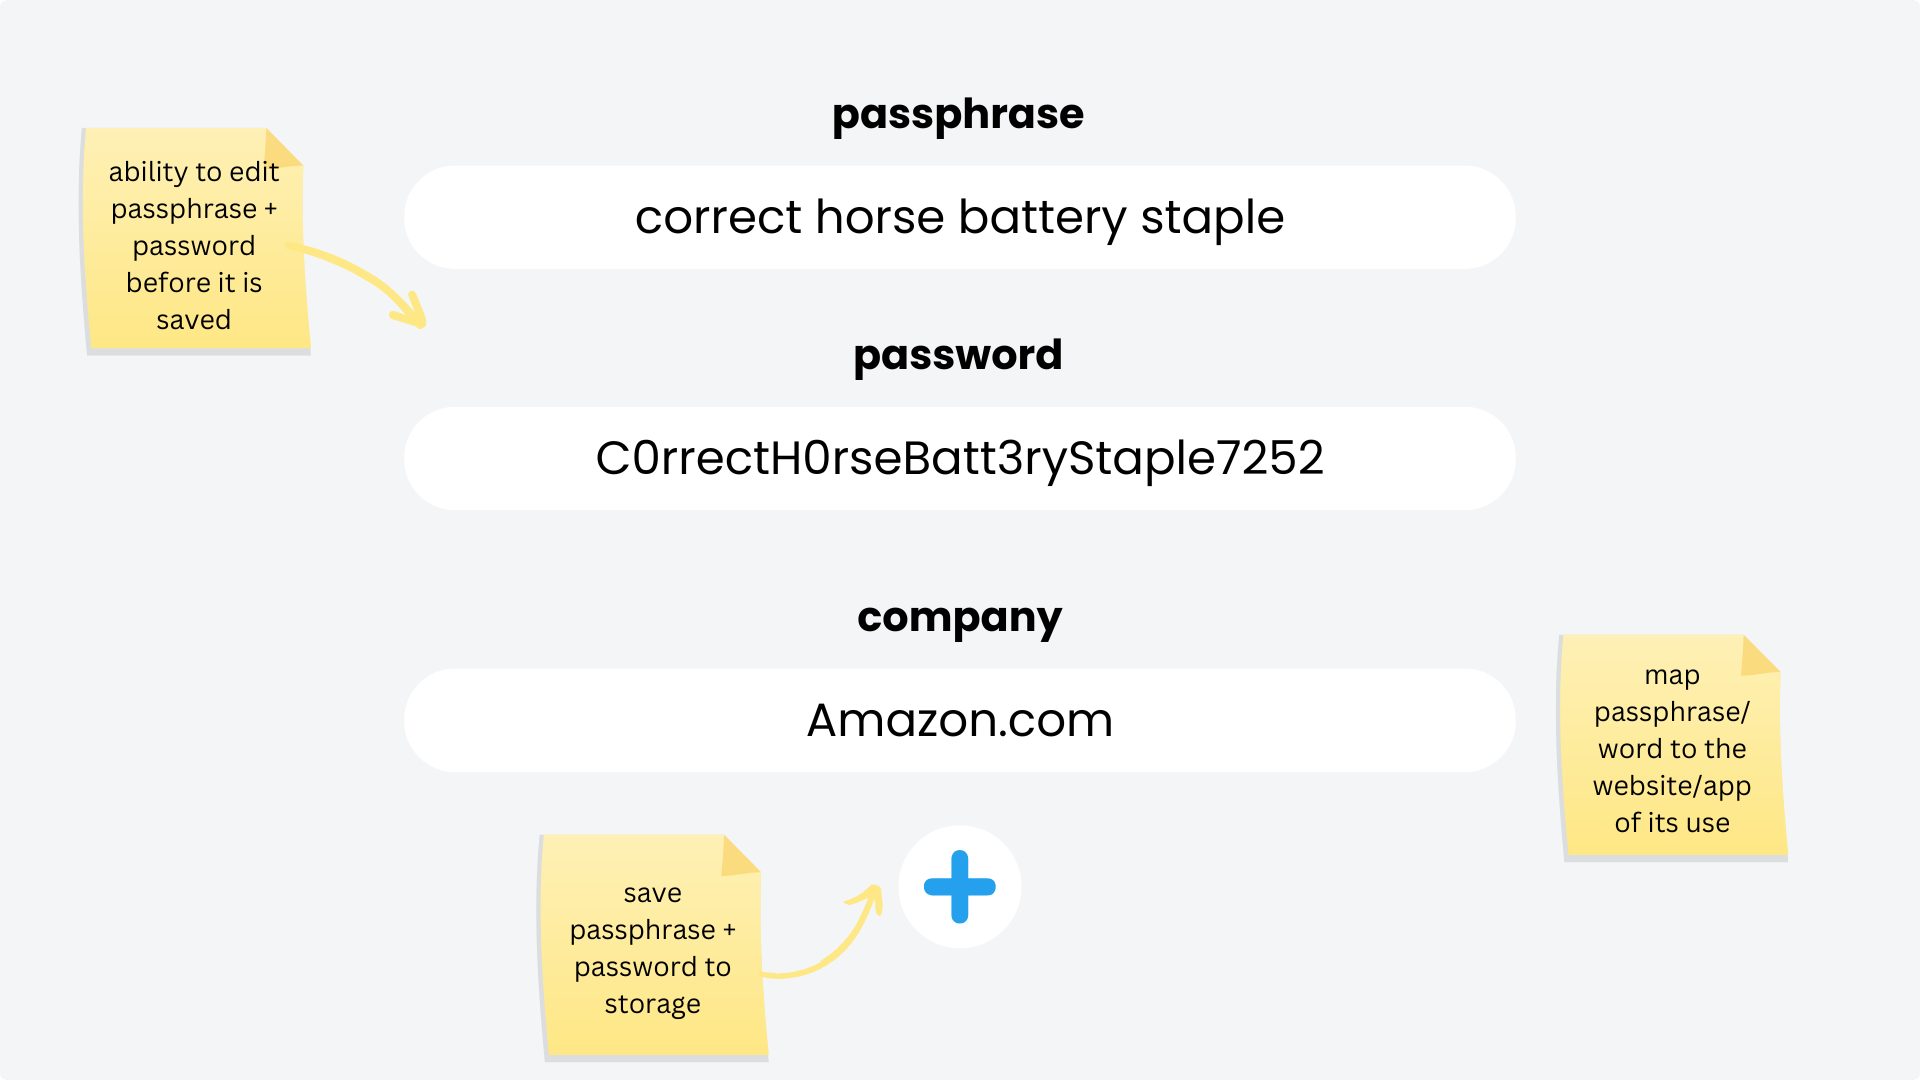 passphrase
correct horse battery staple
ability to edit
passphrase +
password
before it is
saved
password
C0rrectH0rseBatt3ryStaple7252
company
Amazon.com
map
passphrase/
word to the
website/app
of its use
save
passphrase +
password to
storage